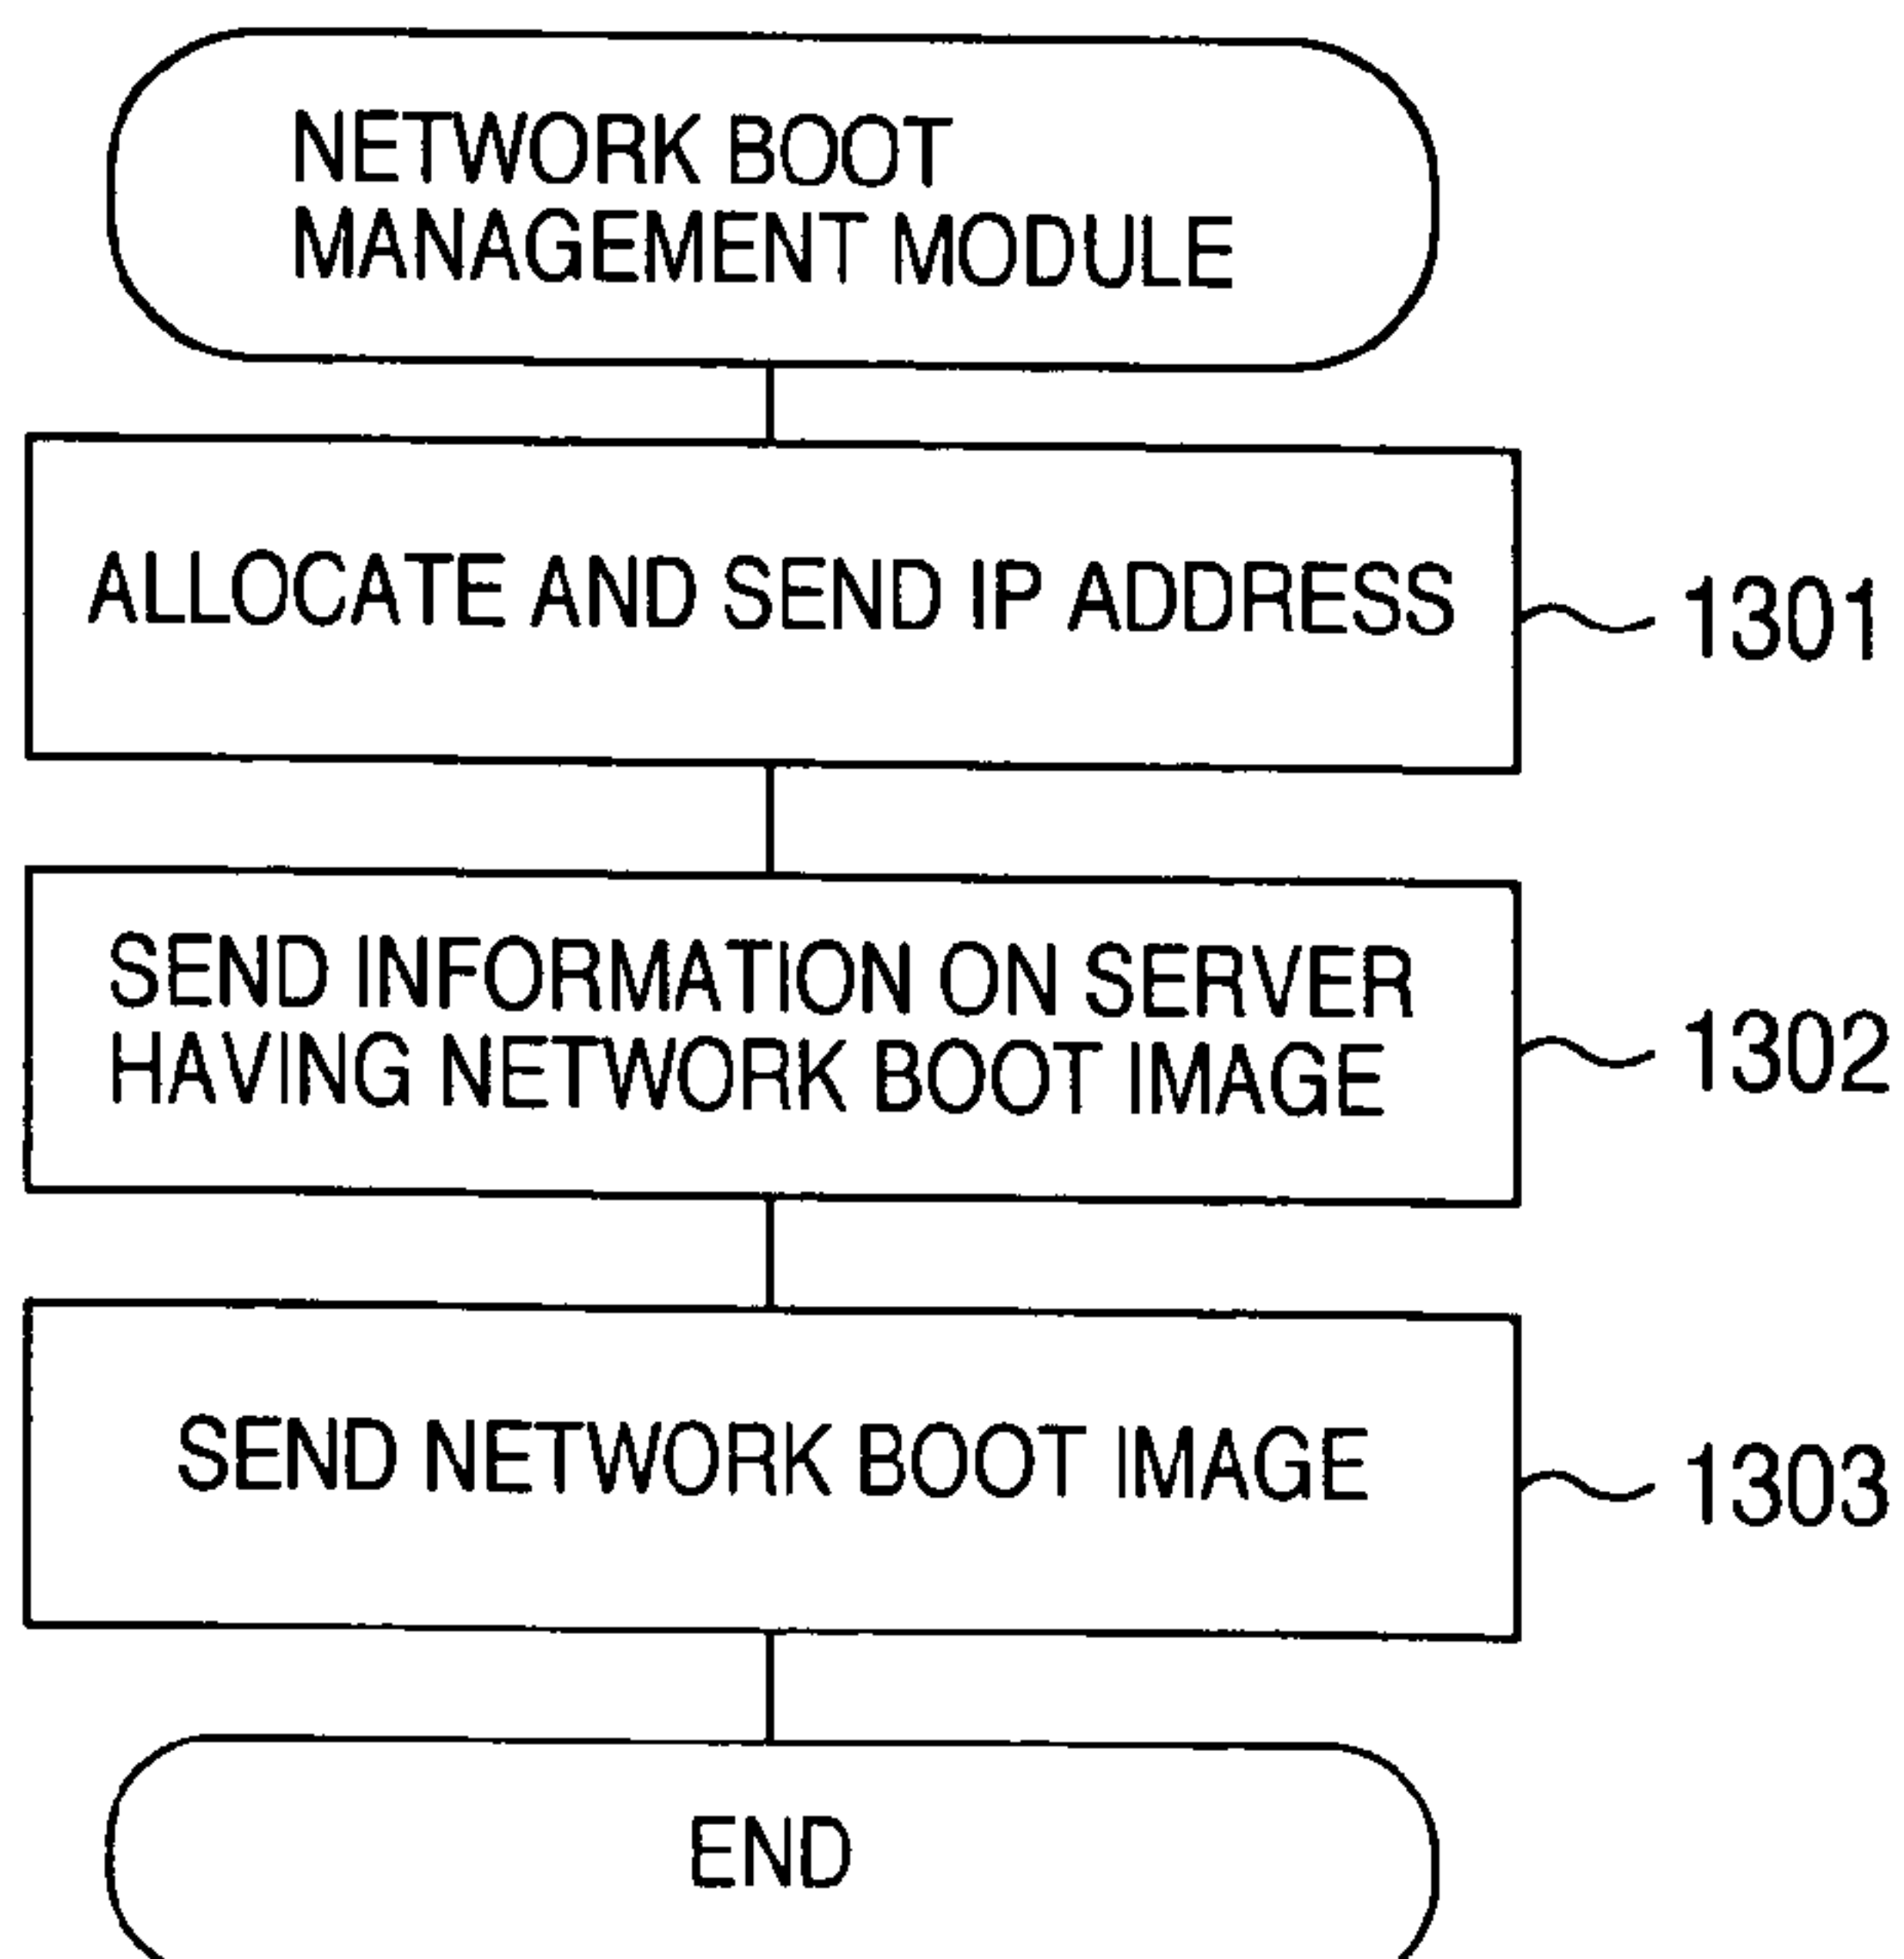 NETWORK BOOT
MANAGEMENT MODULE
ALLOCATE AND SEND IP ADDRESS
1301
SEND INFORMATION ON SERVER
HAVING NETWORK BOOT IMAGE
1302
SEND NETWORK BOOT IMAGE
1303
END